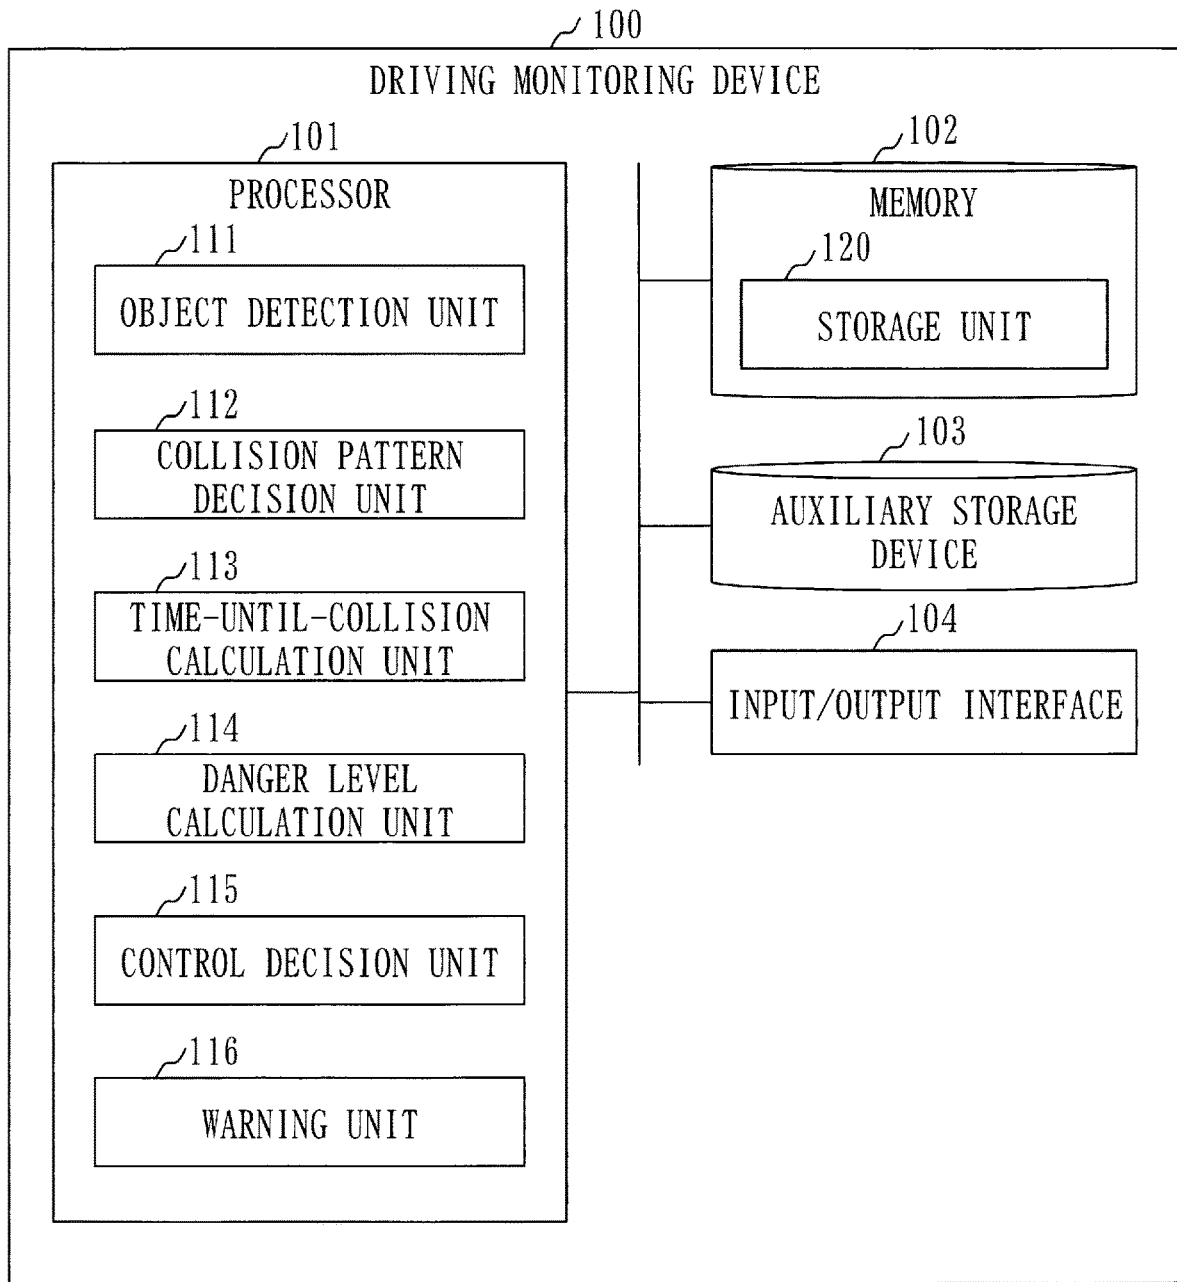 100
DRIVING MONITORING DEVICE
101
PROCESSOR
111
OBJECT DETECTION UNIT
112
COLLISION PATTERN
DECISION UNIT
113
TIME-UNTIL-COLLISION
CALCULATION UNIT
114
DANGER LEVEL
CALCULATION UNIT
115
CONTROL DECISION UNIT
116
WARNING UNIT
102
MEMORY
120
STORAGE UNIT
103
AUXILIARY STORAGE
DEVICE
104
INPUT/OUTPUT INTERFACE